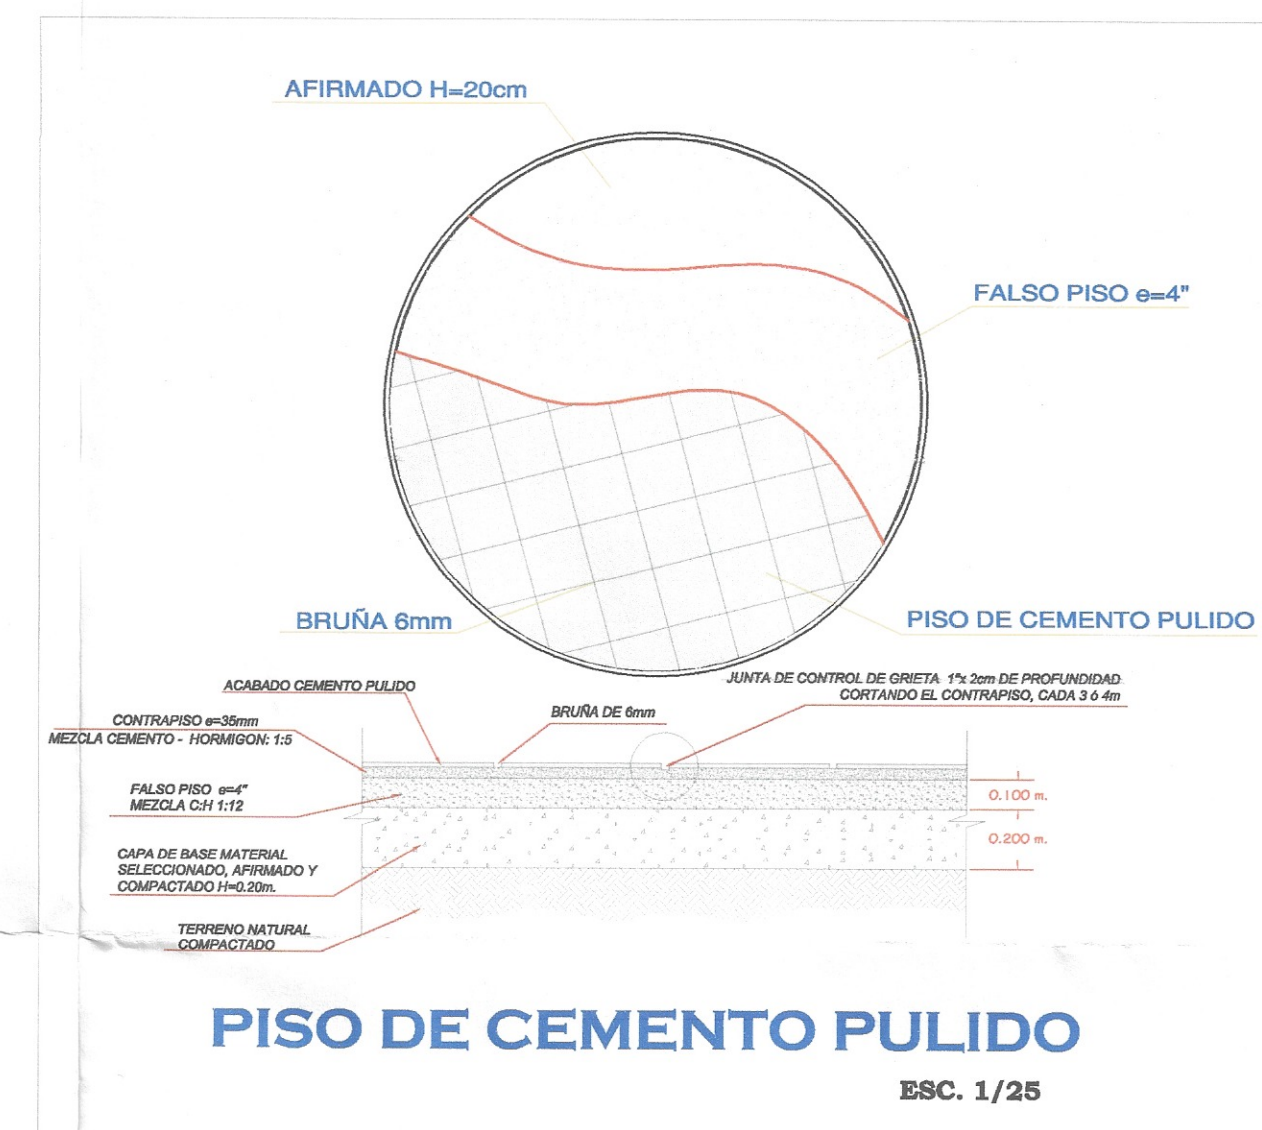 AFIRMADO H=20cm
FALSO PISO e=4"
BRUÑA 6mm
PISO DE CEMENTO PULIDO
ACABADO CEMENTO PULIDO
BRUÑA DE 6mm
JUNTA DE CONTROL DE GRIETA 1"x 2cm DE PROFUNDIDAD
CORTANDO EL CONTRAPISO, CADA 3 ó 4m
CONTRAPISO e=35mm
MEZCLA CEMENTO - HORMIGON: 1:5
FALSO PISO e=4"
MEZCLA C:H 1:12
CAPA DE BASE MATERIAL
SELECCIONADO, AFIRMADO Y
COMPACTADO H=0.20m.
TERRENO NATURAL
COMPACTADO
0.100 m.
0.200 m.
PISO DE CEMENTO PULIDO
ESC. 1/25